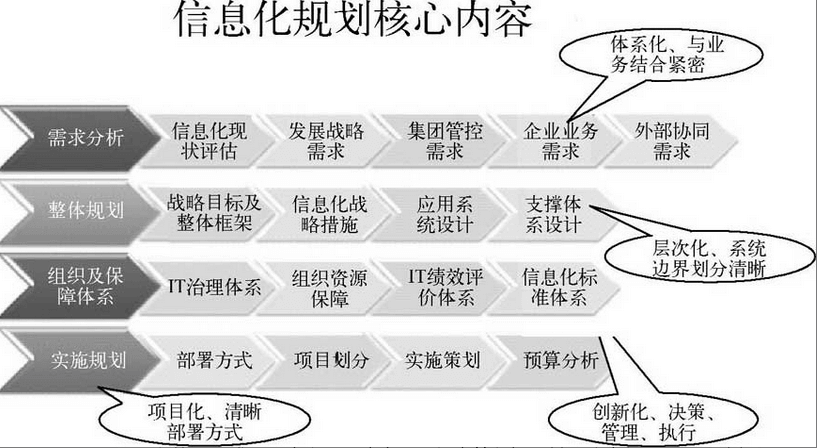 信息化规划核心内容
体系化、与业
务结合紧密
需求分析
信息化现
状评估
发展战略
需求
集团管控
需求
企业业务
需求
外部协同
需求
整体规划
战略目标及
整体框架
信息化战
略措施
应用系
统设计
支撑体
系设计
层次化、系统
边界划分清晰
组织及保
障体系
IT治理体系
组织资源
保障
IT绩效评
价体系
信息化标
准体系
实施规划
部署方式
项目划分
实施策划
预算分析
项目化、清晰
部署方式
创新化、决策、
管理、执行